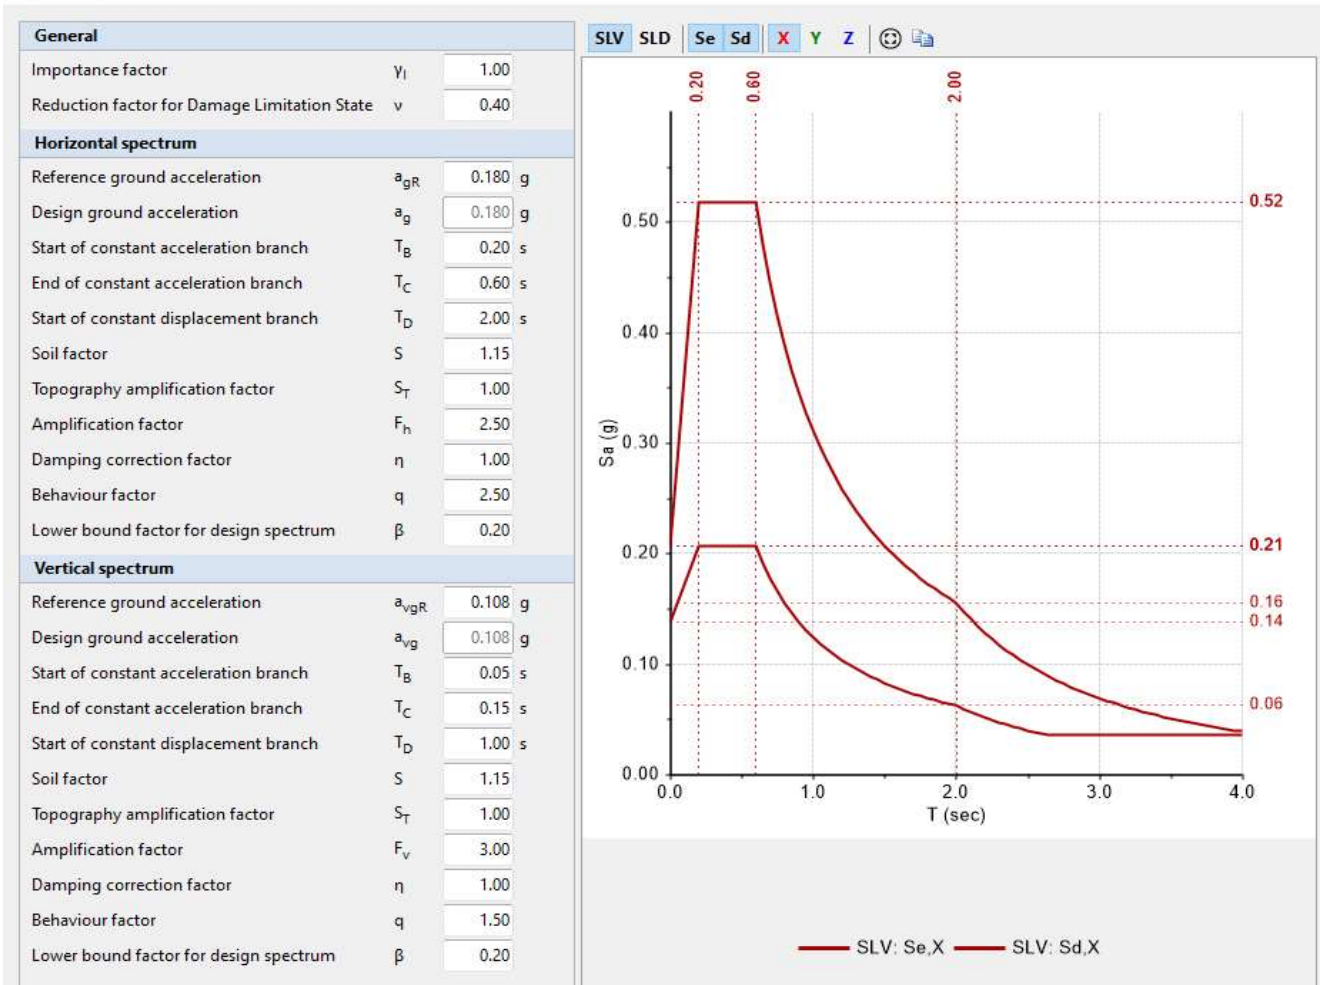 General
Importance factor γI 1.00
Reduction factor for Damage Limitation State ν 0.40
Horizontal spectrum
Reference ground acceleration agR 0.180 g
Design ground acceleration ag 0.180 g
Start of constant acceleration branch TB 0.20 s
End of constant acceleration branch TC 0.60 s
Start of constant displacement branch TD 2.00 s
Soil factor S 1.15
Topography amplification factor ST 1.00
Amplification factor Fh 2.50
Damping correction factor η 1.00
Behaviour factor q 2.50
Lower bound factor for design spectrum β 0.20
Vertical spectrum
Reference ground acceleration avgR 0.108 g
Design ground acceleration avg 0.108 g
Start of constant acceleration branch TB 0.05 s
End of constant acceleration branch TC 0.15 s
Start of constant displacement branch TD 1.00 s
Soil factor S 1.15
Topography amplification factor ST 1.00
Amplification factor Fv 3.00
Damping correction factor η 1.00
Behaviour factor q 1.50
Lower bound factor for design spectrum β 0.20
SLV SLD Se Sd X Y Z
0.20 0.60 2.00
0.52
0.50
0.40
0.30
0.21
0.20
0.16
0.14
0.10
0.06
0.00
Sa (g)
0.0 1.0 2.0 3.0 4.0
T (sec)
SLV: Se,X SLV: Sd,X